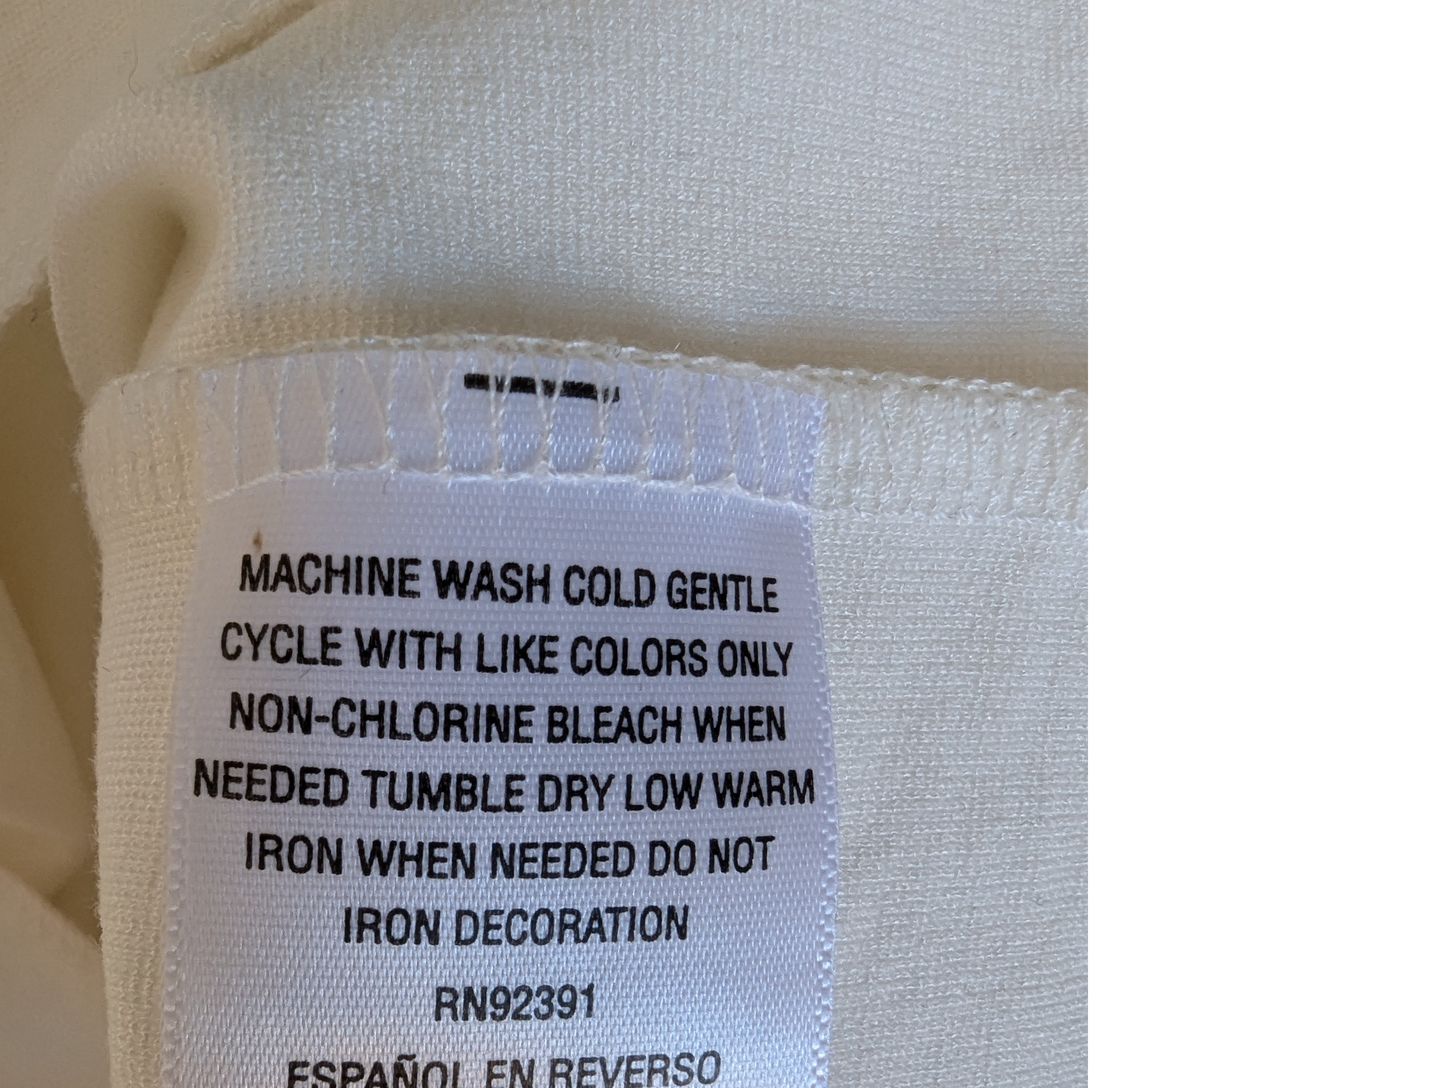 MACHINE WASH COLD GENTLE
CYCLE WITH LIKE COLORS ONLY
NON-CHLORINE BLEACH WHEN
NEEDED TUMBLE DRY LOW WARM
IRON WHEN NEEDED DO NOT
IRON DECORATION
RN92391
ESPAÑOL EN REVERSO